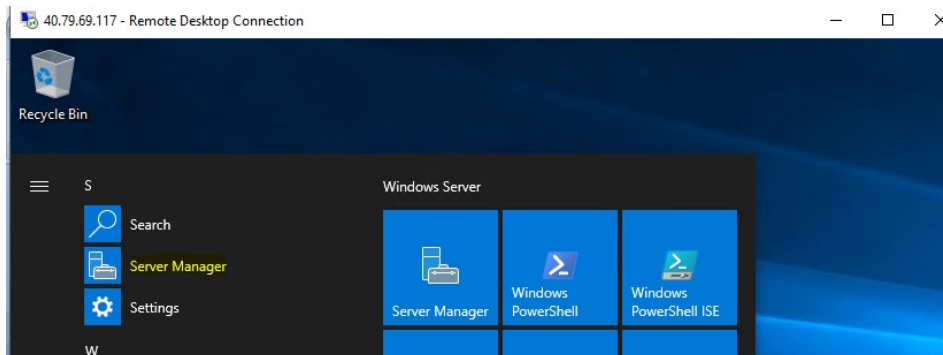 40.79.69.117 - Remote Desktop Connection
Recycle Bin
S
Windows Server
Search
Server Manager
Settings
Server Manager
Windows
PowerShell
Windows
PowerShell ISE
W